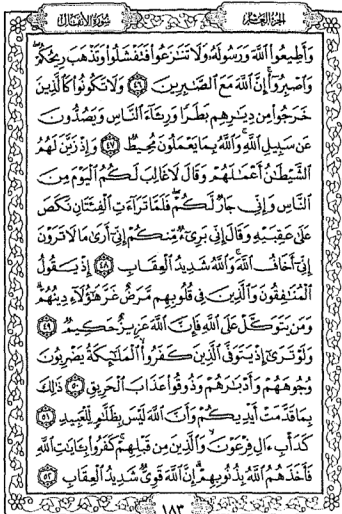 الجزء العاشر
سورة الأنفال
وَأَطِيعُوا۟ ٱللَّهَ وَرَسُولَهُۥ وَلَا تَنَٰزَعُوا۟ فَتَفْشَلُوا۟ وَتَذْهَبَ رِيحُكُمْ ۖ
وَٱصْبِرُوٓا۟ ۚ إِنَّ ٱللَّهَ مَعَ ٱلصَّٰبِرِينَ ٤٦ وَلَا تَكُونُوا۟ كَٱلَّذِينَ
خَرَجُوا۟ مِن دِيَٰرِهِم بَطَرًا وَرِئَآءَ ٱلنَّاسِ وَيَصُدُّونَ
عَن سَبِيلِ ٱللَّهِ ۚ وَٱللَّهُ بِمَا يَعْمَلُونَ مُحِيطٌ ٤٧ وَإِذْ زَيَّنَ لَهُمُ
ٱلشَّيْطَٰنُ أَعْمَٰلَهُمْ وَقَالَ لَا غَالِبَ لَكُمُ ٱلْيَوْمَ مِنَ
ٱلنَّاسِ وَإِنِّى جَارٌ لَّكُمْ ۖ فَلَمَّا تَرَآءَتِ ٱلْفِئَتَانِ نَكَصَ
عَلَىٰ عَقِبَيْهِ وَقَالَ إِنِّى بَرِىٓءٌ مِّنكُمْ إِنِّىٓ أَرَىٰ مَا لَا تَرَوْنَ
إِنِّىٓ أَخَافُ ٱللَّهَ ۚ وَٱللَّهُ شَدِيدُ ٱلْعِقَابِ ٤٨ إِذْ يَقُولُ
ٱلْمُنَٰفِقُونَ وَٱلَّذِينَ فِى قُلُوبِهِم مَّرَضٌ غَرَّ هَٰٓؤُلَآءِ دِينُهُمْ ۗ
وَمَن يَتَوَكَّلْ عَلَى ٱللَّهِ فَإِنَّ ٱللَّهَ عَزِيزٌ حَكِيمٌ ٤٩
وَلَوْ تَرَىٰٓ إِذْ يَتَوَفَّى ٱلَّذِينَ كَفَرُوا۟ ۙ ٱلْمَلَٰٓئِكَةُ يَضْرِبُونَ
وُجُوهَهُمْ وَأَدْبَٰرَهُمْ وَذُوقُوا۟ عَذَابَ ٱلْحَرِيقِ ٥٠ ذَٰلِكَ
بِمَا قَدَّمَتْ أَيْدِيكُمْ وَأَنَّ ٱللَّهَ لَيْسَ بِظَلَّٰمٍ لِّلْعَبِيدِ ٥١
كَدَأْبِ ءَالِ فِرْعَوْنَ ۙ وَٱلَّذِينَ مِن قَبْلِهِمْ ۚ كَفَرُوا۟ بِـَٔايَٰتِ ٱللَّهِ
فَأَخَذَهُمُ ٱللَّهُ بِذُنُوبِهِمْ ۗ إِنَّ ٱللَّهَ قَوِىٌّ شَدِيدُ ٱلْعِقَابِ ٥٢
١٨٣